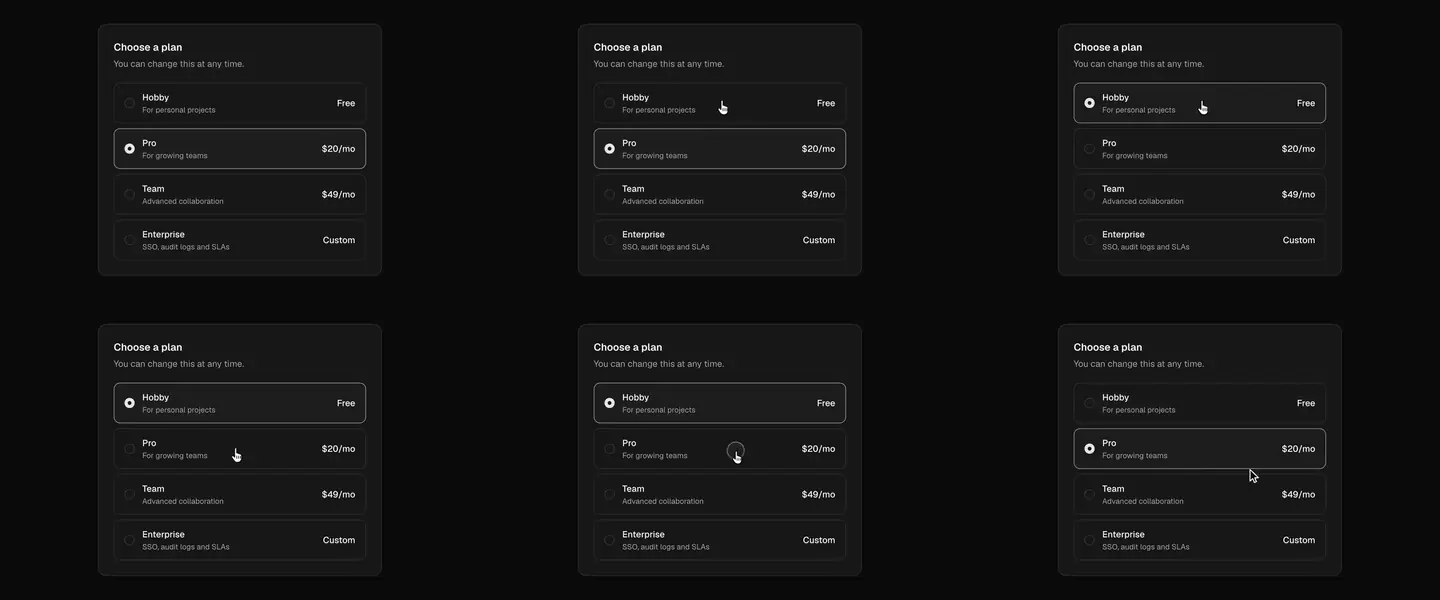 Choose a plan
You can change this at any time.
Hobby
For personal projects
Free
Pro
For growing teams
$20/mo
Team
Advanced collaboration
$49/mo
Enterprise
SSO, audit logs and SLAs
Custom
Choose a plan
You can change this at any time.
Hobby
For personal projects
Free
Pro
For growing teams
$20/mo
Team
Advanced collaboration
$49/mo
Enterprise
SSO, audit logs and SLAs
Custom
Choose a plan
You can change this at any time.
Hobby
For personal projects
Free
Pro
For growing teams
$20/mo
Team
Advanced collaboration
$49/mo
Enterprise
SSO, audit logs and SLAs
Custom
Choose a plan
You can change this at any time.
Hobby
For personal projects
Free
Pro
For growing teams
$20/mo
Team
Advanced collaboration
$49/mo
Enterprise
SSO, audit logs and SLAs
Custom
Choose a plan
You can change this at any time.
Hobby
For personal projects
Free
Pro
For growing teams
$20/mo
Team
Advanced collaboration
$49/mo
Enterprise
SSO, audit logs and SLAs
Custom
Choose a plan
You can change this at any time.
Hobby
For personal projects
Free
Pro
For growing teams
$20/mo
Team
Advanced collaboration
$49/mo
Enterprise
SSO, audit logs and SLAs
Custom